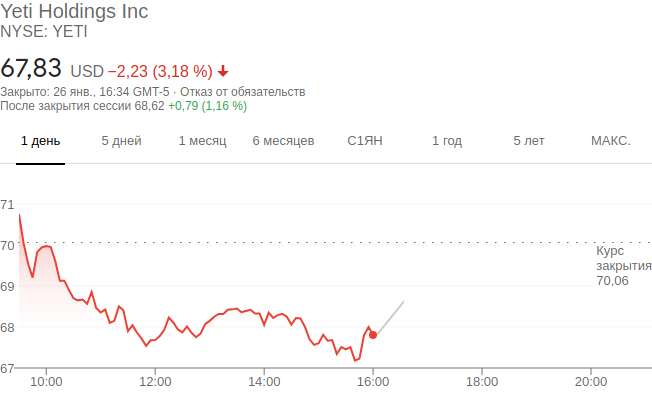 Yeti Holdings Inc
NYSE: YETI
67,83 USD −2,23 (3,18 %)
Закрыто: 26 янв., 16:34 GMT-5 · Отказ от обязательств
После закрытия сессии 68,62 +0,79 (1,16 %)
1 день 5 дней 1 месяц 6 месяцев С1ЯН 1 год 5 лет МАКС.
71
70
Курс
закрытия
70,06
69
68
67
10:00 12:00 14:00 16:00 18:00 20:00